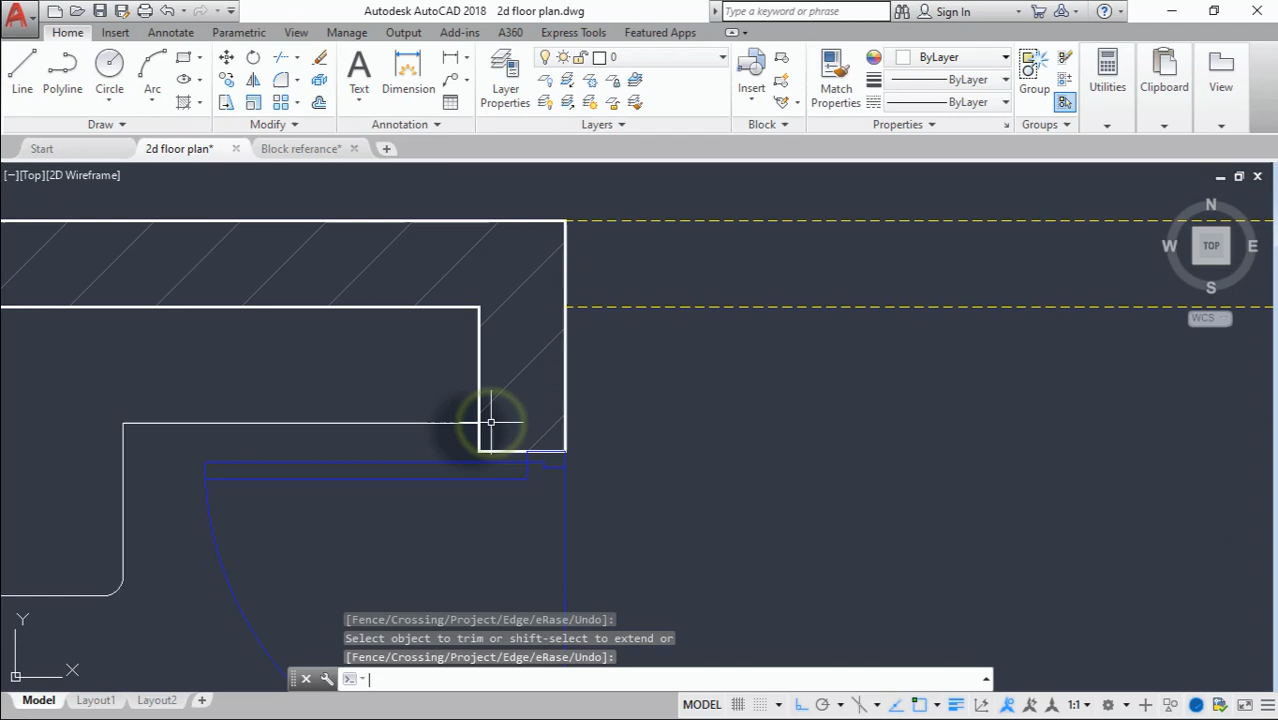 Autodesk AutoCAD 2018 2d floor plan.dwg
Type a keyword or phrase
Sign In
Home Insert Annotate Parametric View Manage Output Add-ins A360 Express Tools Featured Apps
0
ByLayer
ByLayer
ByLayer
Line Polyline Circle Arc
Text Dimension
Layer
Properties
Insert
Match
Properties
Group
Utilities Clipboard View
Draw Modify Annotation Layers Block Properties Groups
Start 2d floor plan* Block referance*
[−][Top][2D Wireframe]
N
W TOP E
S
WCS
[Fence/Crossing/Project/Edge/eRase/Undo]:
Select object to trim or shift-select to extend or
[Fence/Crossing/Project/Edge/eRase/Undo]:
Y
X
Model Layout1 Layout2
MODEL 1:1